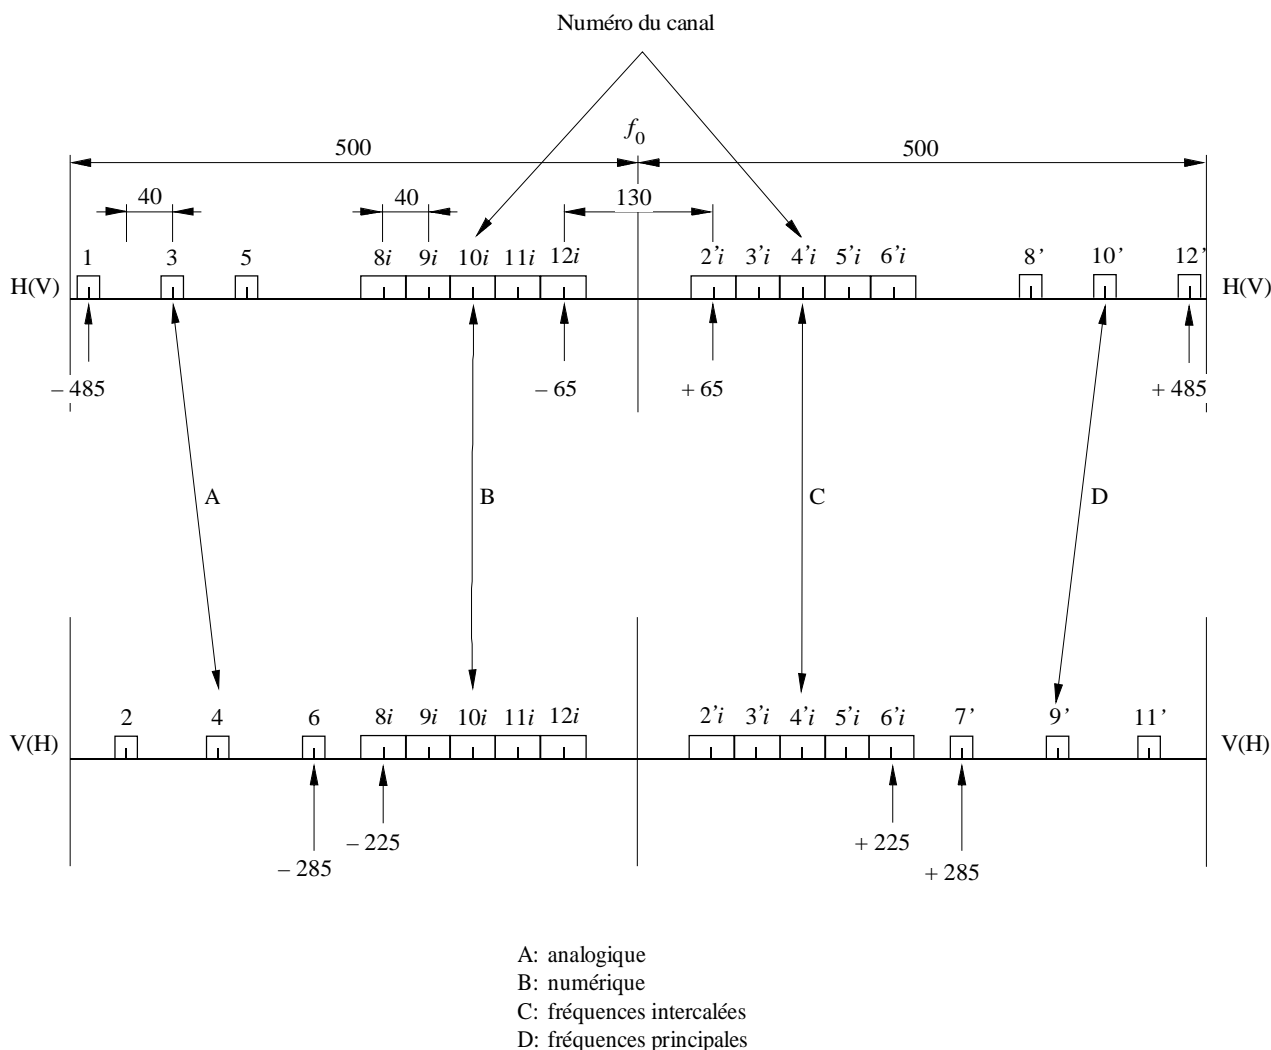 Numéro du canal
f0
500 500
40 40 130
1 3 5 8i 9i 10i 11i 12i 2’i 3’i 4’i 5’i 6’i 8’ 10’ 12’
H(V) H(V)
– 485 – 65 + 65 + 485
A B C D
2 4 6 8i 9i 10i 11i 12i 2’i 3’i 4’i 5’i 6’i 7’ 9’ 11’
V(H) V(H)
– 225 + 225
– 285 + 285
A: analogique
B: numérique
C: fréquences intercalées
D: fréquences principales